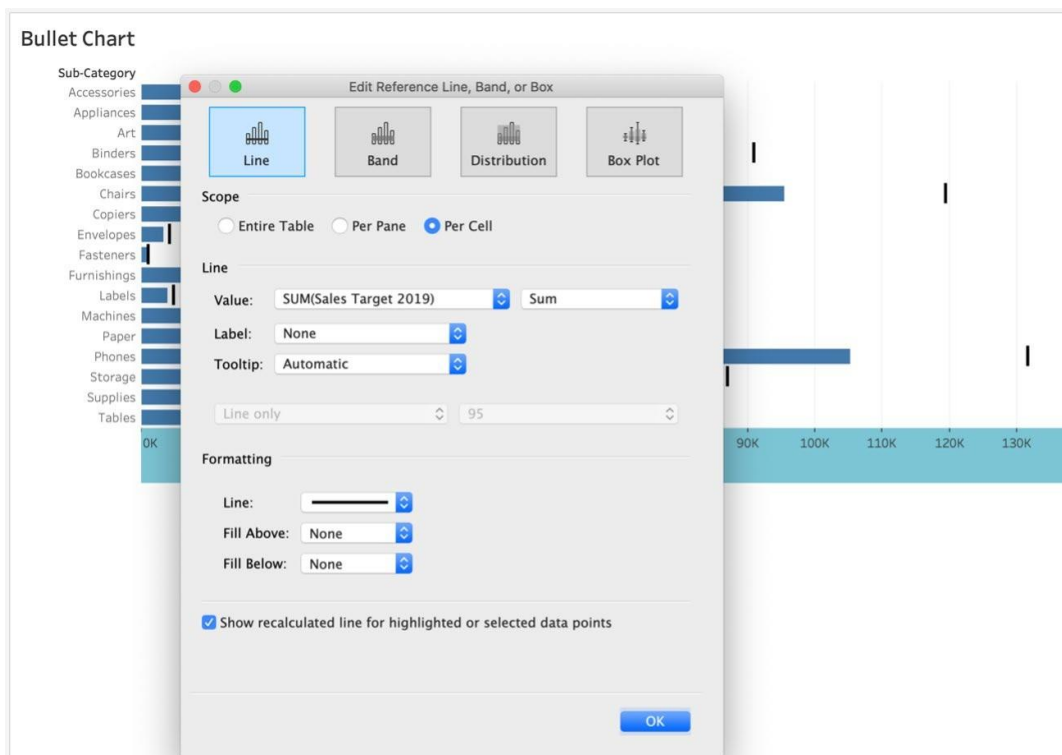 Bullet Chart
Sub-Category
Accessories
Appliances
Art
Binders
Bookcases
Chairs
Copiers
Envelopes
Fasteners
Furnishings
Labels
Machines
Paper
Phones
Storage
Supplies
Tables
0K
90K 100K 110K 120K 130K
Edit Reference Line, Band, or Box
Line Band Distribution Box Plot
Scope
Entire Table Per Pane Per Cell
Line
Value: SUM(Sales Target 2019) Sum
Label: None
Tooltip: Automatic
Line only 95
Formatting
Line:
Fill Above: None
Fill Below: None
Show recalculated line for highlighted or selected data points
OK